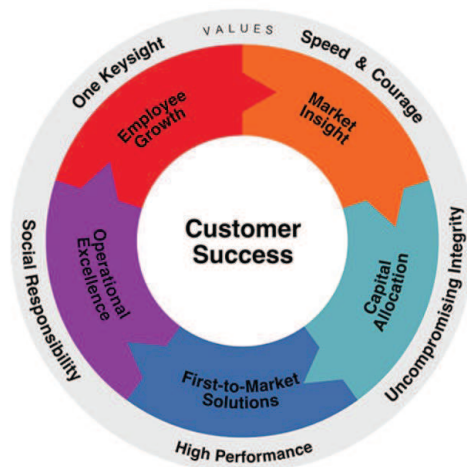 VALUES
Speed & Courage
Uncompromising Integrity
High Performance
Social Responsibility
One Keysight
Employee
Growth
Market
Insight
Capital
Allocation
First-to-Market
Solutions
Operational
Excellence
Customer
Success